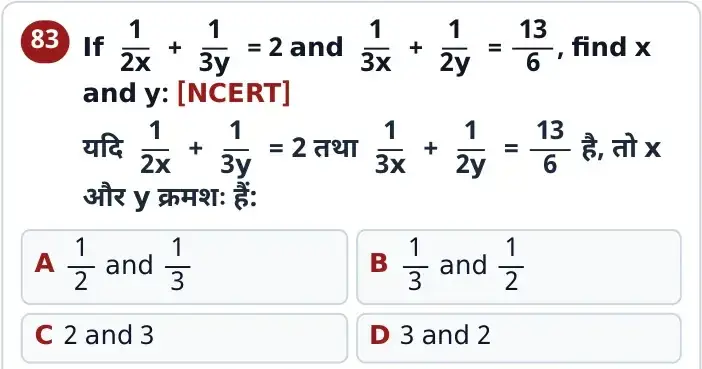 83 If 1/2x + 1/3y = 2 and 1/3x + 1/2y = 13/6, find x
and y: [NCERT]
यदि 1/2x + 1/3y = 2 तथा 1/3x + 1/2y = 13/6 है, तो x
और y क्रमशः हैं:
A 1/2 and 1/3
B 1/3 and 1/2
C 2 and 3
D 3 and 2